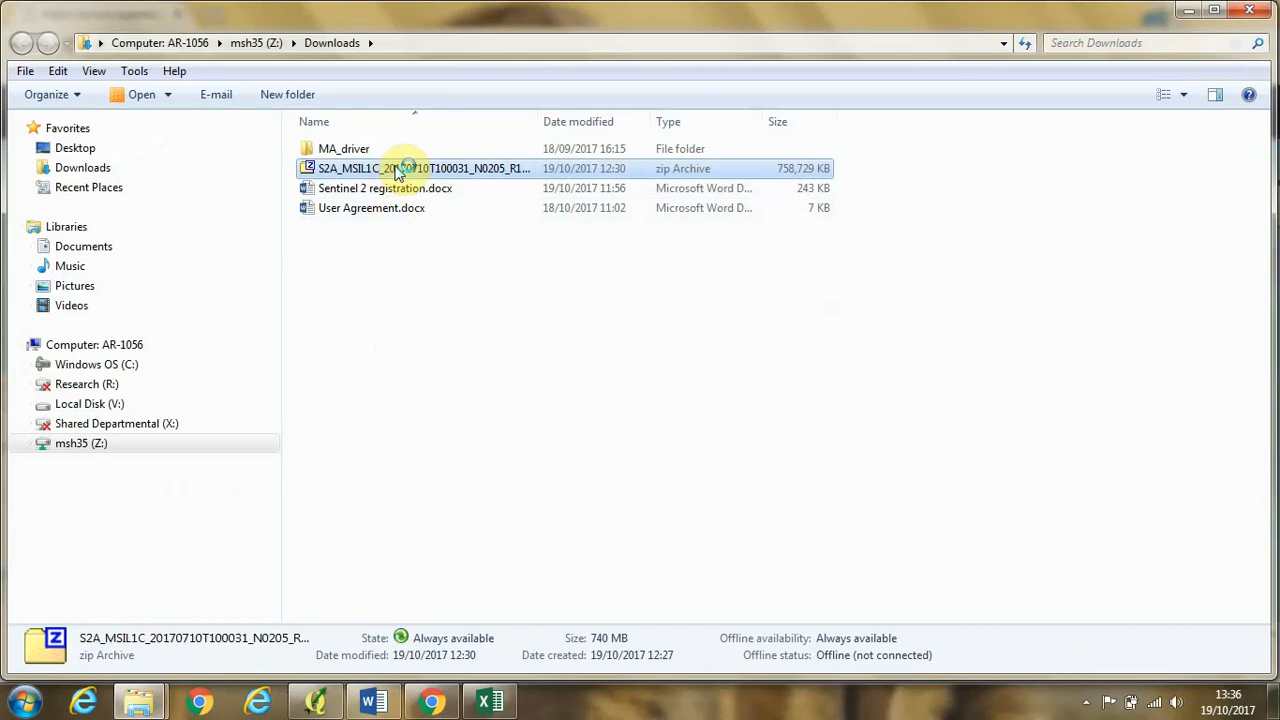 Computer: AR-1056 msh35 (Z:) Downloads
Search Downloads
File Edit View Tools Help
Organize Open E-mail New folder
Name Date modified Type Size
Favorites
Desktop
Downloads
Recent Places
Libraries
Documents
Music
Pictures
Videos
Computer: AR-1056
Windows OS (C:)
Research (R:)
Local Disk (V:)
Shared Departmental (X:)
msh35 (Z:)
MA_driver 18/09/2017 16:15 File folder
S2A_MSIL1C_20170710T100031_N0205_R1... 19/10/2017 12:30 zip Archive 758,729 KB
Sentinel 2 registration.docx 19/10/2017 11:56 Microsoft Word D... 243 KB
User Agreement.docx 18/10/2017 11:02 Microsoft Word D... 7 KB
S2A_MSIL1C_20170710T100031_N0205_R... State: Always available Size: 740 MB Offline availability: Always available
zip Archive Date modified: 19/10/2017 12:30 Date created: 19/10/2017 12:27 Offline status: Offline (not connected)
13:36
19/10/2017